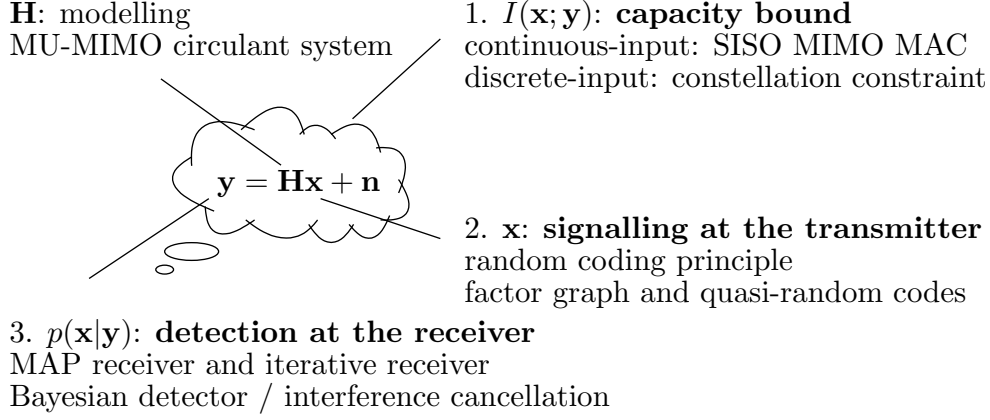 H: modelling
MU-MIMO circulant system
1. I(x; y): capacity bound
continuous-input: SISO MIMO MAC
discrete-input: constellation constraint
y = Hx + n
2. x: signalling at the transmitter
random coding principle
factor graph and quasi-random codes
3. p(x|y): detection at the receiver
MAP receiver and iterative receiver
Bayesian detector / interference cancellation